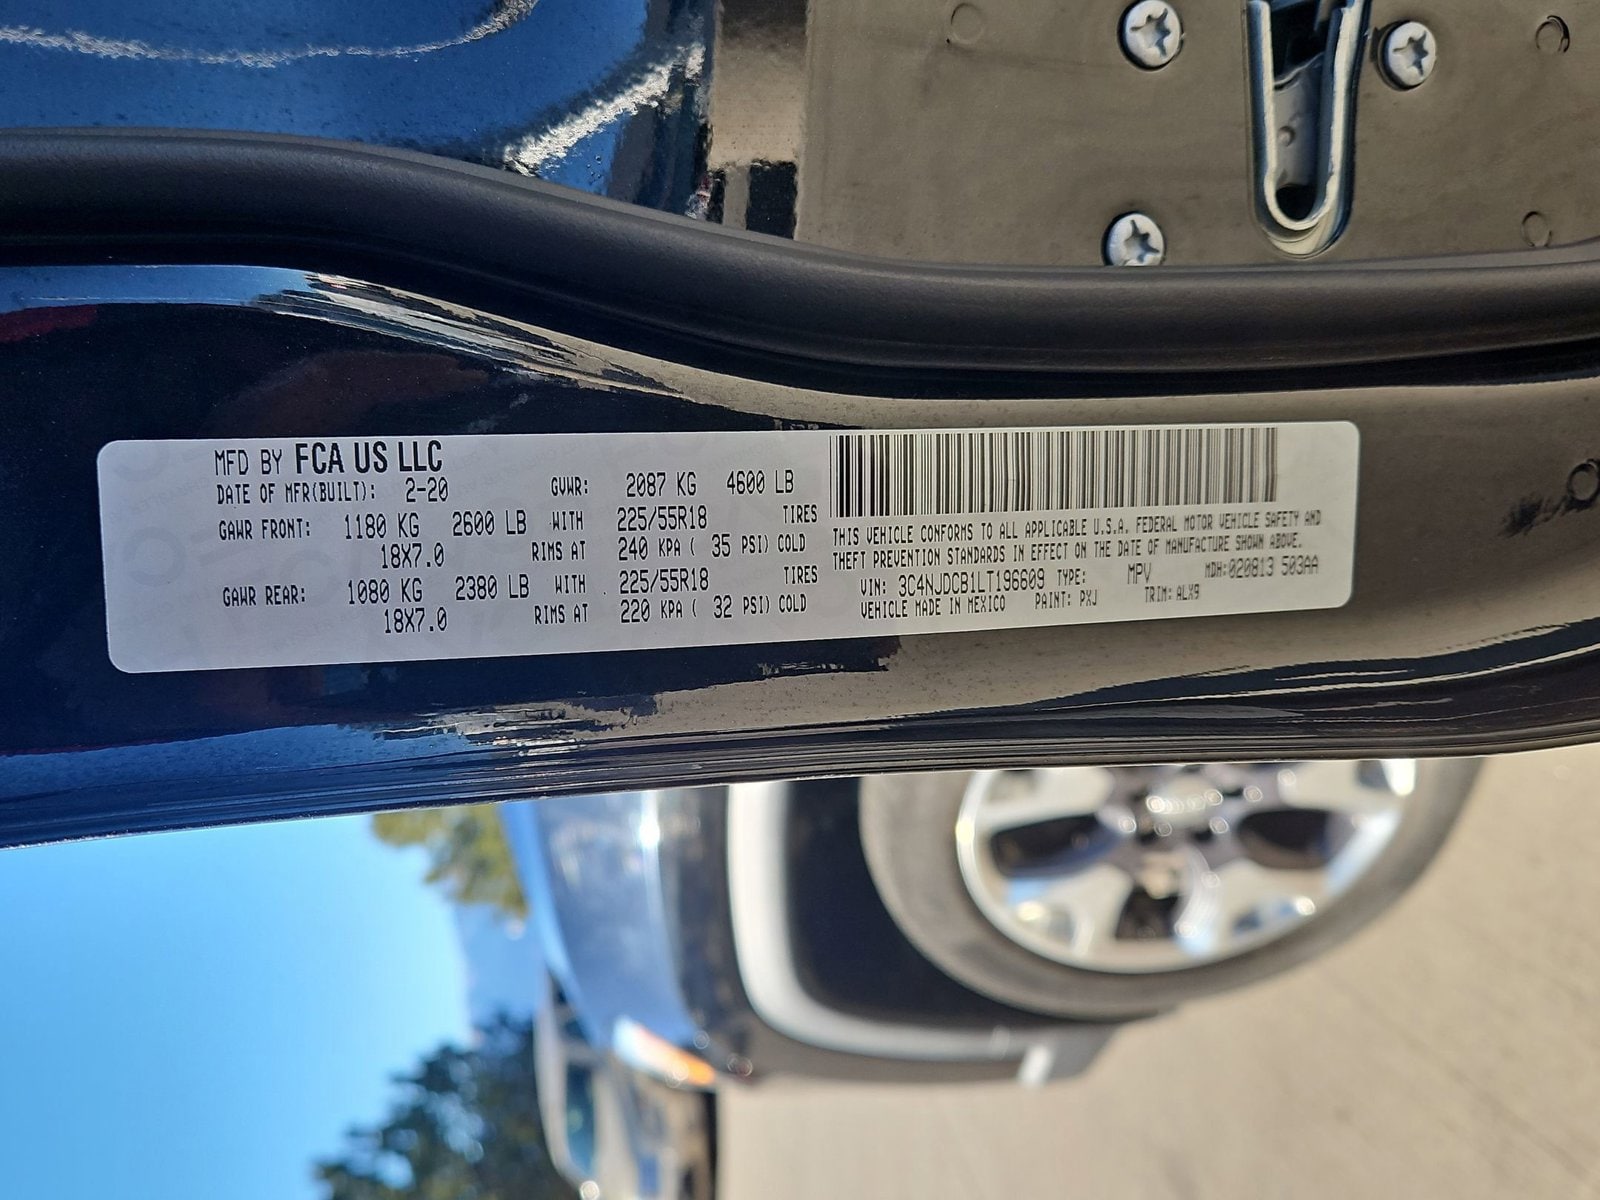 MFD BY FCA US LLC
DATE OF MFR(BUILT): 2-20 GVWR: 2087 KG 4600 LB
GAWR FRONT: 1180 KG 2600 LB WITH 225/55R18 TIRES
18X7.0 RIMS AT 240 KPA ( 35 PSI) COLD
GAWR REAR: 1080 KG 2380 LB WITH 225/55R18 TIRES
18X7.0 RIMS AT 220 KPA ( 32 PSI) COLD
THIS VEHICLE CONFORMS TO ALL APPLICABLE U.S.A. FEDERAL MOTOR VEHICLE SAFETY AND
THEFT PREVENTION STANDARDS IN EFFECT ON THE DATE OF MANUFACTURE SHOWN ABOVE.
VIN: 3C4NJDCB1LT196609 TYPE: MPV MDH:020813 503AA
VEHICLE MADE IN MEXICO PAINT: PXJ TRIM: ALX9